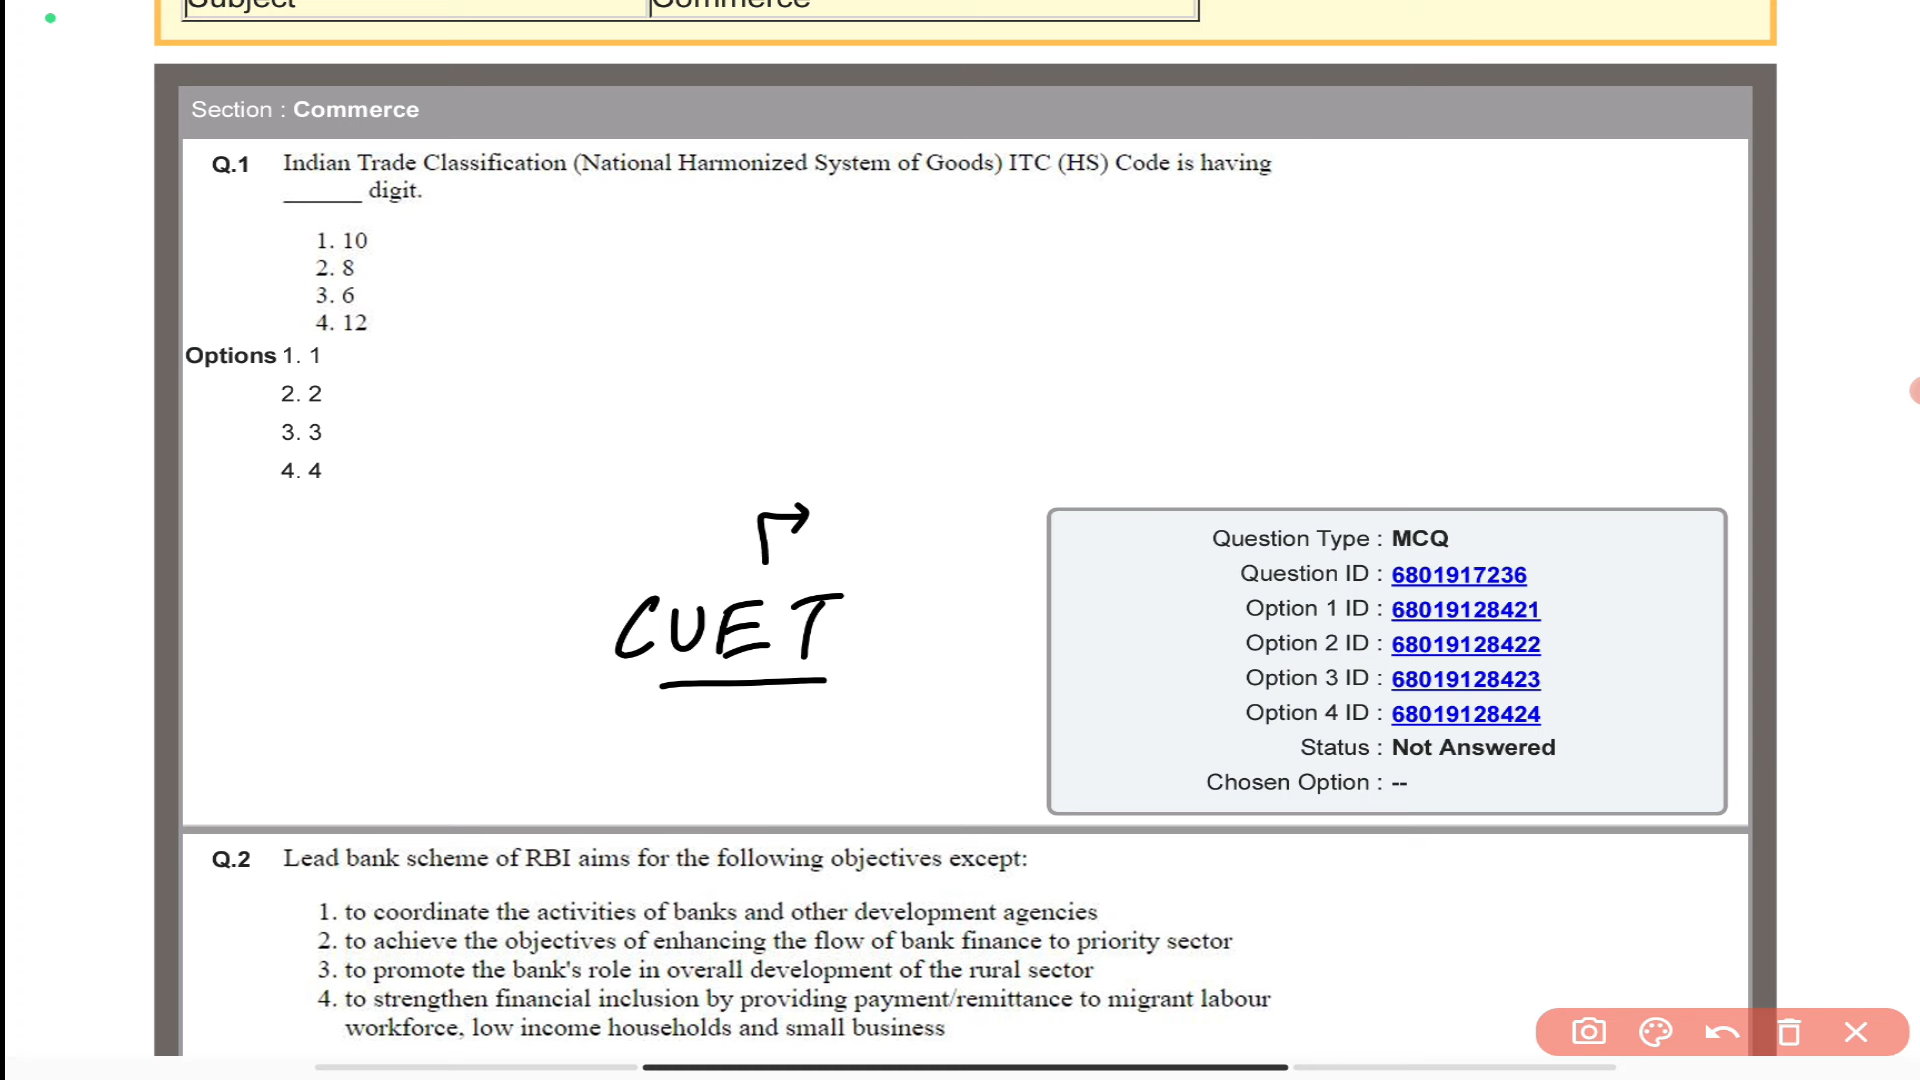 Subject Commerce
Section : Commerce
Q.1 Indian Trade Classification (National Harmonized System of Goods) ITC (HS) Code is having
______ digit.
1. 10
2. 8
3. 6
4. 12
Options 1. 1
2. 2
3. 3
4. 4
CUET
Question Type : MCQ
Question ID : 6801917236
Option 1 ID : 68019128421
Option 2 ID : 68019128422
Option 3 ID : 68019128423
Option 4 ID : 68019128424
Status : Not Answered
Chosen Option : --
Q.2 Lead bank scheme of RBI aims for the following objectives except:
1. to coordinate the activities of banks and other development agencies
2. to achieve the objectives of enhancing the flow of bank finance to priority sector
3. to promote the bank's role in overall development of the rural sector
4. to strengthen financial inclusion by providing payment/remittance to migrant labour
workforce, low income households and small business